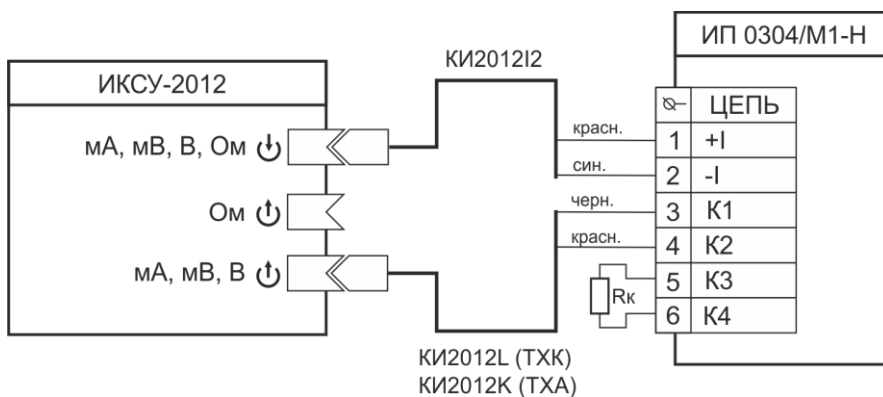 ИП 0304/М1-Н
КИ2012I2
ИКСУ-2012
ЦЕПЬ
мА, мВ, В, Ом
красн.
1 +I
син.
2 -I
Ом
черн.
3 К1
красн.
4 К2
мА, мВ, В
5 К3
Rк
6 К4
КИ2012L (ТХК)
КИ2012K (ТХА)